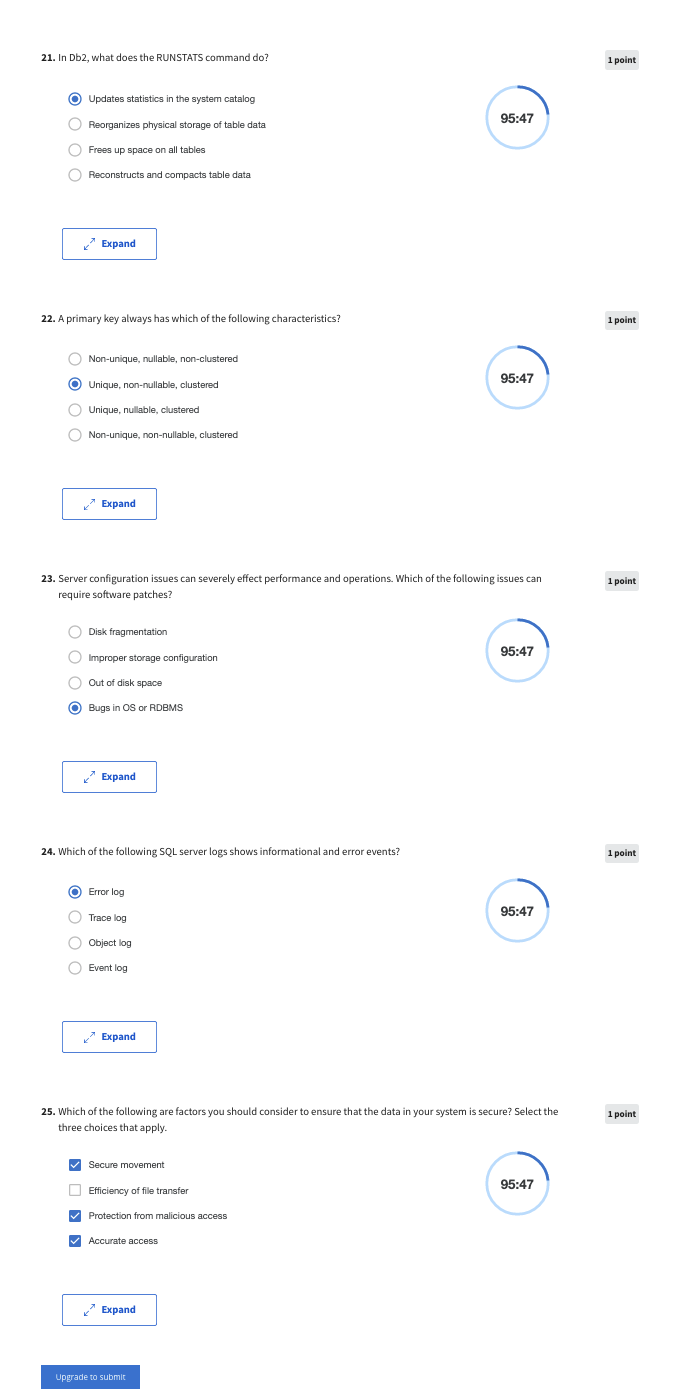 21. In Db2, what does the RUNSTATS command do?
1 point
Updates statistics in the system catalog
95:47
Reorganizes physical storage of table data
Frees up space on all tables
Reconstructs and compacts table data
Expand
22. A primary key always has which of the following characteristics?
1 point
Non-unique, nullable, non-clustered
95:47
Unique, non-nullable, clustered
Unique, nullable, clustered
Non-unique, non-nullable, clustered
Expand
23. Server configuration issues can severely effect performance and operations. Which of the following issues can
require software patches?
1 point
Disk fragmentation
95:47
Improper storage configuration
Out of disk space
Bugs in OS or RDBMS
Expand
24. Which of the following SQL server logs shows informational and error events?
1 point
Error log
95:47
Trace log
Object log
Event log
Expand
25. Which of the following are factors you should consider to ensure that the data in your system is secure? Select the
three choices that apply.
1 point
Secure movement
95:47
Efficiency of file transfer
Protection from malicious access
Accurate access
Expand
Upgrade to submit